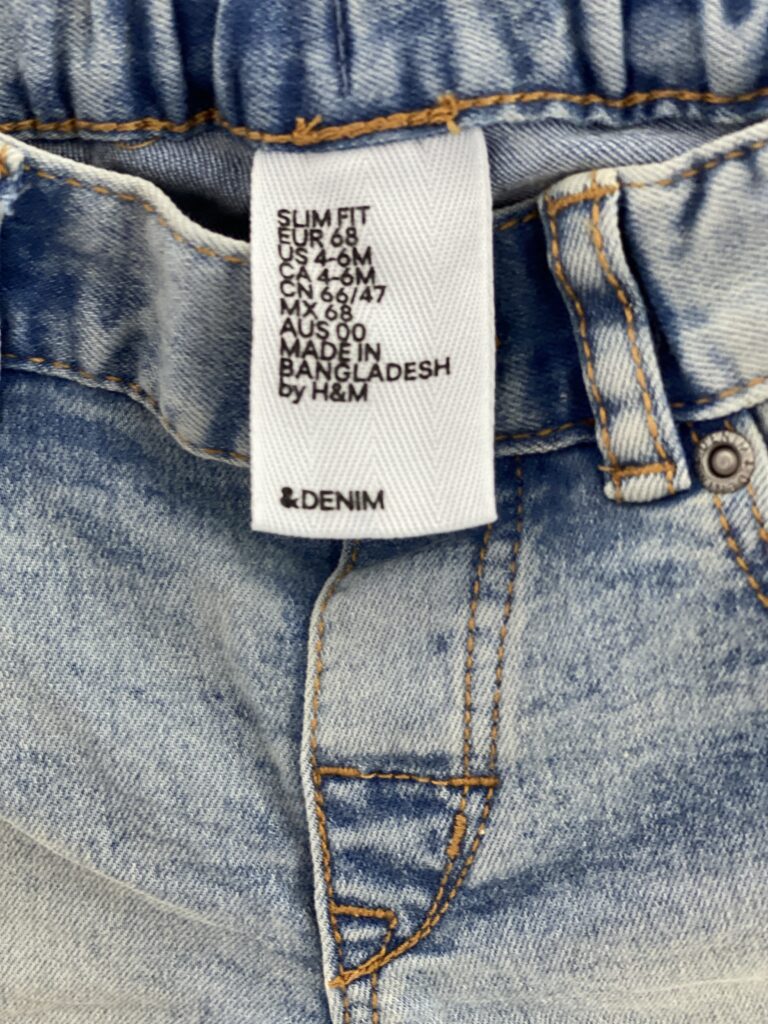 SLIM FIT
EUR 68
US 4-6M
CA 4-6M
CN 66/47
MX 68
AUS 00
MADE IN
BANGLADESH
by H&M
&DENIM